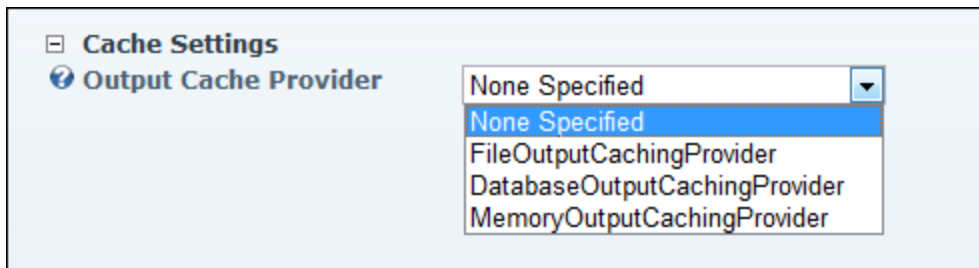 Cache Settings
Output Cache Provider
None Specified
None Specified
FileOutputCachingProvider
DatabaseOutputCachingProvider
MemoryOutputCachingProvider